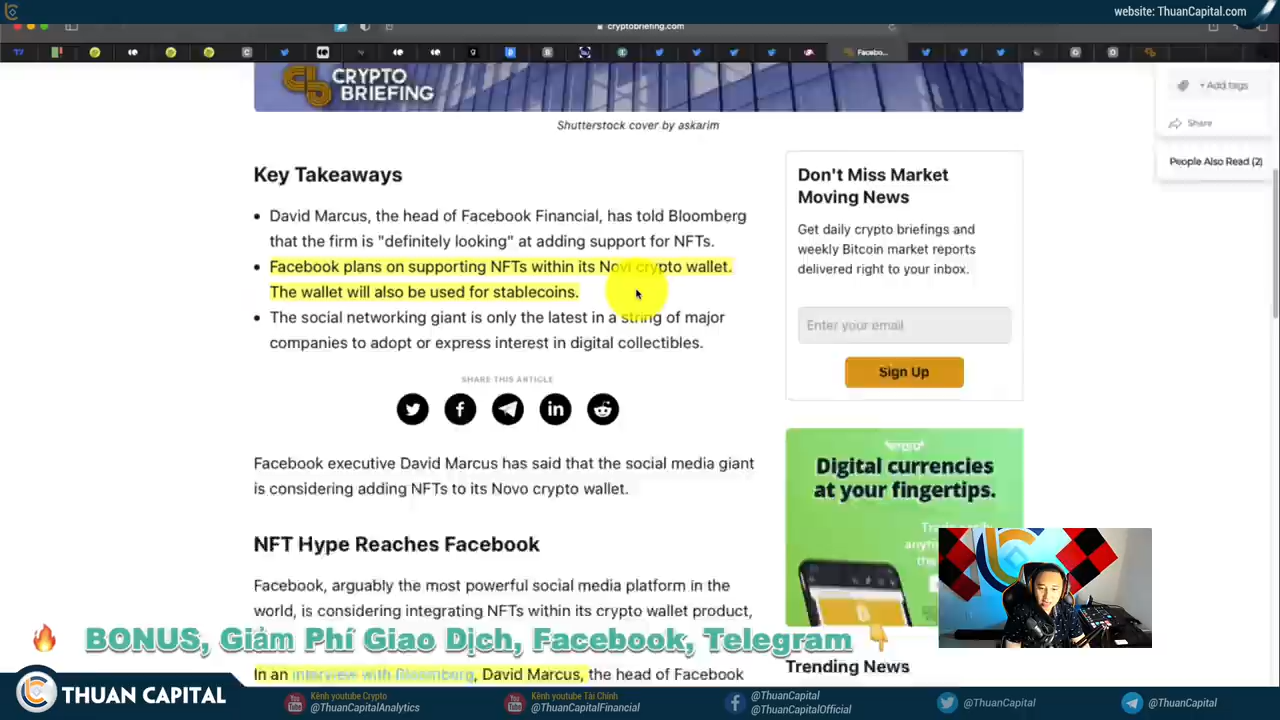 website: ThuanCapital.com
cryptobriefing.com
Facebo...
CRYPTO
BRIEFING
Shutterstock cover by askarim
+ Add tags
Share
People Also Read (2)
Key Takeaways
David Marcus, the head of Facebook Financial, has told Bloomberg
that the firm is "definitely looking" at adding support for NFTs.
Facebook plans on supporting NFTs within its Novi crypto wallet.
The wallet will also be used for stablecoins.
The social networking giant is only the latest in a string of major
companies to adopt or express interest in digital collectibles.
SHARE THIS ARTICLE
Facebook executive David Marcus has said that the social media giant
is considering adding NFTs to its Novo crypto wallet.
NFT Hype Reaches Facebook
Facebook, arguably the most powerful social media platform in the
world, is considering integrating NFTs within its crypto wallet product,
In an interview with Bloomberg, David Marcus, the head of Facebook
Don't Miss Market
Moving News
Get daily crypto briefings and
weekly Bitcoin market reports
delivered right to your inbox.
Enter your email
Sign Up
Digital currencies
at your fingertips.
Trending News
BONUS, Giảm Phí Giao Dịch, Facebook, Telegram
THUAN CAPITAL
Kênh youtube Crypto
@ThuanCapitalAnalytics
Kênh youtube Tài Chính
@ThuanCapitalFinancial
@ThuanCapital
@ThuanCapitalOfficial
@ThuanCapital
@ThuanCapital